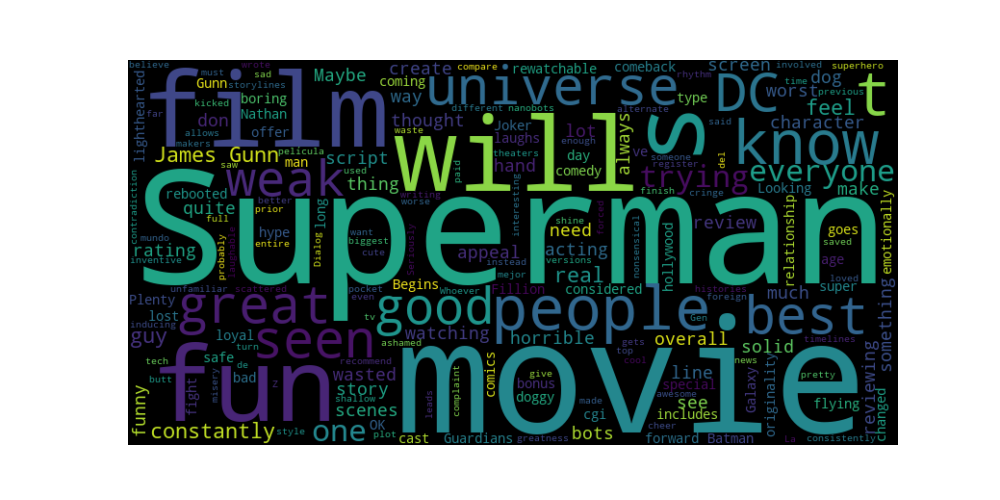 believe must wrote sad compare rhythm comeback screen involved superhero
create rewatchable
Gunn storylines Maybe coming universe DC dog time previous
film way type worst t
far kicked boring different nanobots alternate feel
lighthearted don Nathan thought Joker lot s said character know
allows offer laughs always
makers pelicula will
James Gunn man script waste theaters enough day ve someone del everyone
saw used hand comedy register trying Looking make
weak thing paid finish cringe
contradiction rebooted better writing worse interesting shine forced relationship
Superman
quite prior full long want need review goes emotionally
mundo hype biggest appeal acting versions nonsensical hollywood saved age
rating entire Dialog cute seriously instead real
inventive probably laughable mejor considered loved super
unfamiliar scattered pocket Begins Whoever Fillion histories much
Plenty great even good people foreign best something
lost tv watching horrible Gen timelines
guy loyal turn seen ashamed gets overall solid
inducing safe de recommend top line cool news reviewing
tech bad wasted story give bonus special pretty
butt misery fight z shallow comics doggy made awesome see Galaxy originality flying
funny fun scenes complaint movie cgi includes changed
constantly style one OK plot leads cast Guardians greatness bots cheer forward Batman La consistently